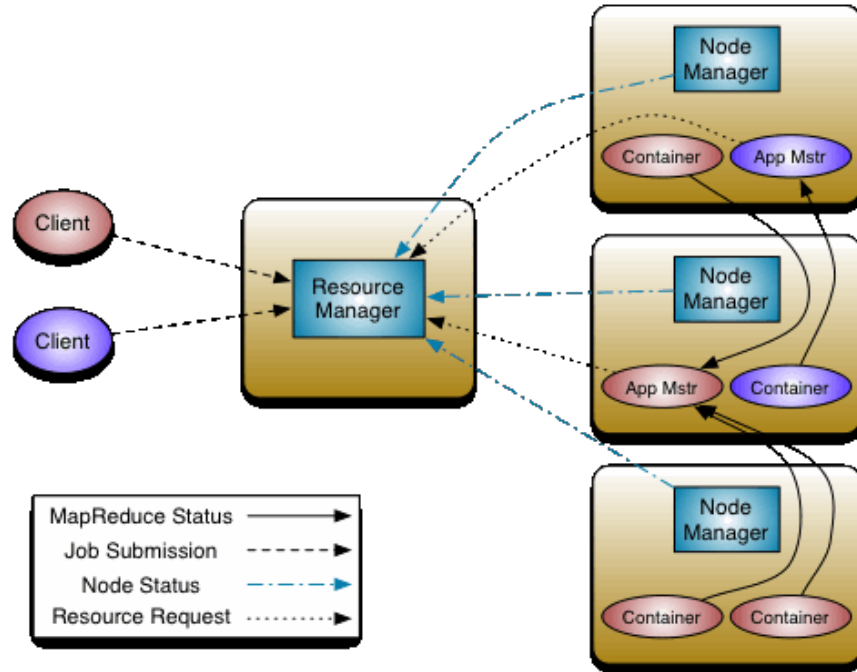 Node
Manager
Container
App Mstr
Client
Client
Resource
Manager
Node
Manager
App Mstr
Container
Node
Manager
Container
Container
MapReduce Status
Job Submission
Node Status
Resource Request